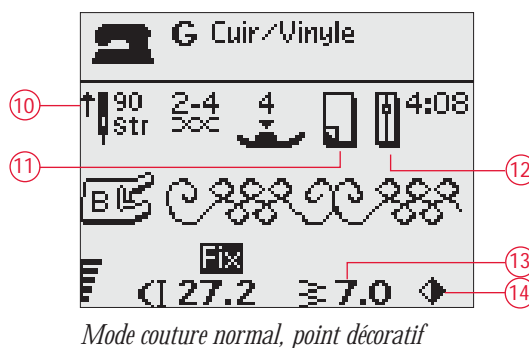 G Cuir/Vinyle
10
↑ 90 2-4 4 4:08
Str
11
12
B
Fix
13
27.2 7.0
14
Mode couture normal, point décoratif